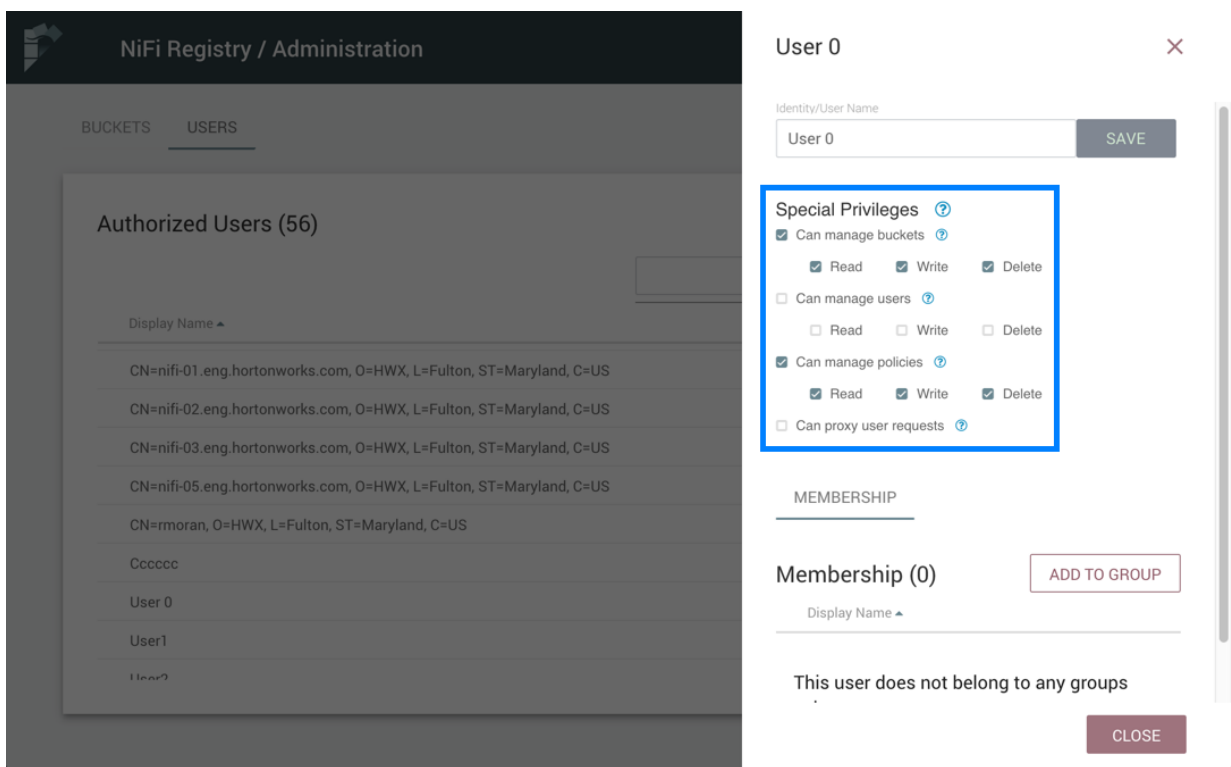 NiFi Registry / Administration
BUCKETS USERS
Authorized Users (56)
Display Name
CN=nifi-01.eng.hortonworks.com, O=HWX, L=Fulton, ST=Maryland, C=US
CN=nifi-02.eng.hortonworks.com, O=HWX, L=Fulton, ST=Maryland, C=US
CN=nifi-03.eng.hortonworks.com, O=HWX, L=Fulton, ST=Maryland, C=US
CN=nifi-05.eng.hortonworks.com, O=HWX, L=Fulton, ST=Maryland, C=US
CN=rmoran, O=HWX, L=Fulton, ST=Maryland, C=US
Cccccc
User 0
User1
User2
User 0
Identity/User Name
User 0 SAVE
Special Privileges ?
Can manage buckets ?
Read Write Delete
Can manage users ?
Read Write Delete
Can manage policies ?
Read Write Delete
Can proxy user requests ?
MEMBERSHIP
Membership (0) ADD TO GROUP
Display Name
This user does not belong to any groups
CLOSE